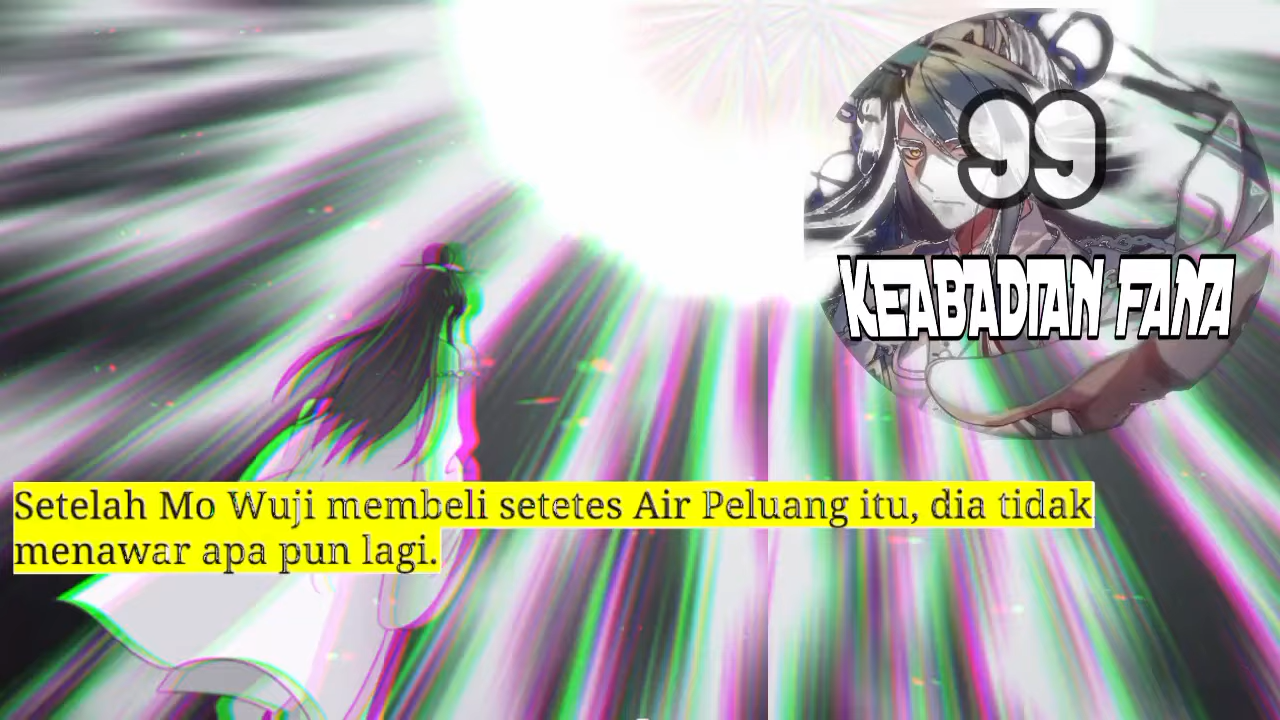 99
KEABADIAN FANA
Setelah Mo Wuji membeli setetes Air Peluang itu, dia tidak
menawar apa pun lagi.